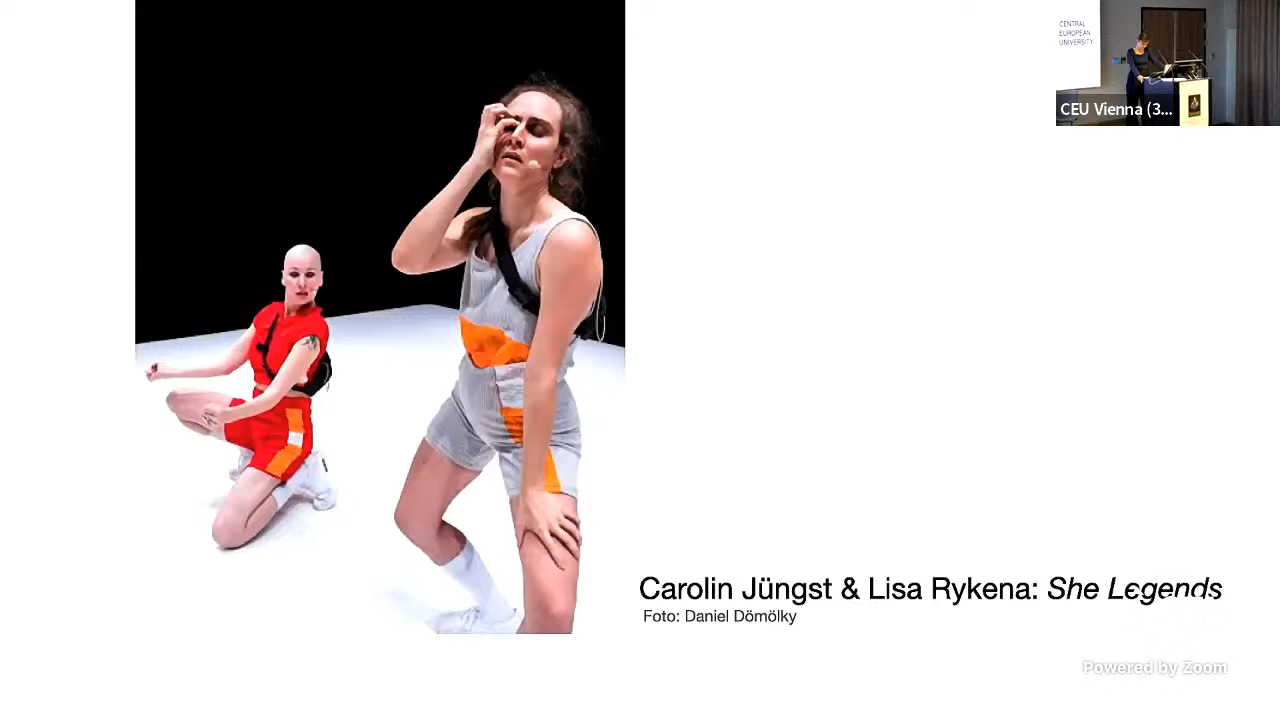 CENTRAL
EUROPEAN
UNIVERSITY
CEU Vienna (3...
Carolin Jüngst & Lisa Rykena: She Legends
Foto: Daniel Dömölky
Powered by Zoom